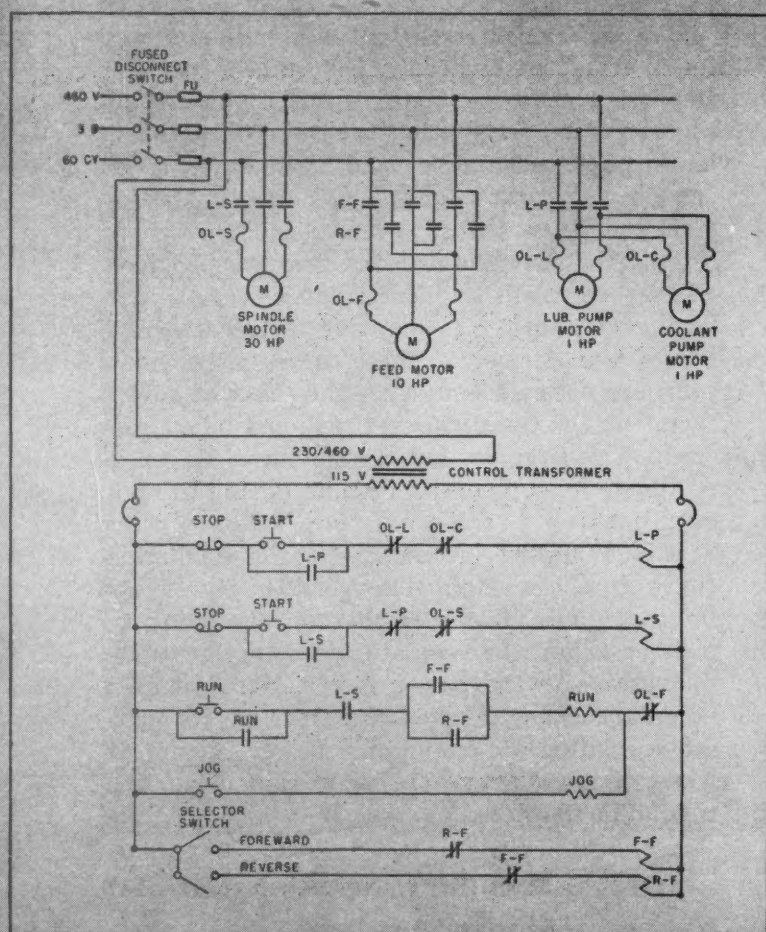 FUSED
DISCONNECT
SWITCH
FU
460 V
3 Ø
60 CY
L-S
F-F
L-P
OL-S
R-F
OL-L
OL-C
OL-F
M
M
M
M
SPINDLE
MOTOR
30 HP
FEED MOTOR
10 HP
LUB. PUMP
MOTOR
1 HP
COOLANT
PUMP
MOTOR
1 HP
230/460 V
115 V
CONTROL TRANSFORMER
STOP
START
OL-L
OL-C
L-P
L-P
STOP
START
L-P
OL-S
L-S
L-S
RUN
L-S
F-F
RUN
OL-F
RUN
R-F
JOG
JOG
SELECTOR
SWITCH
FOREWARD
R-F
F-F
REVERSE
F-F
R-F